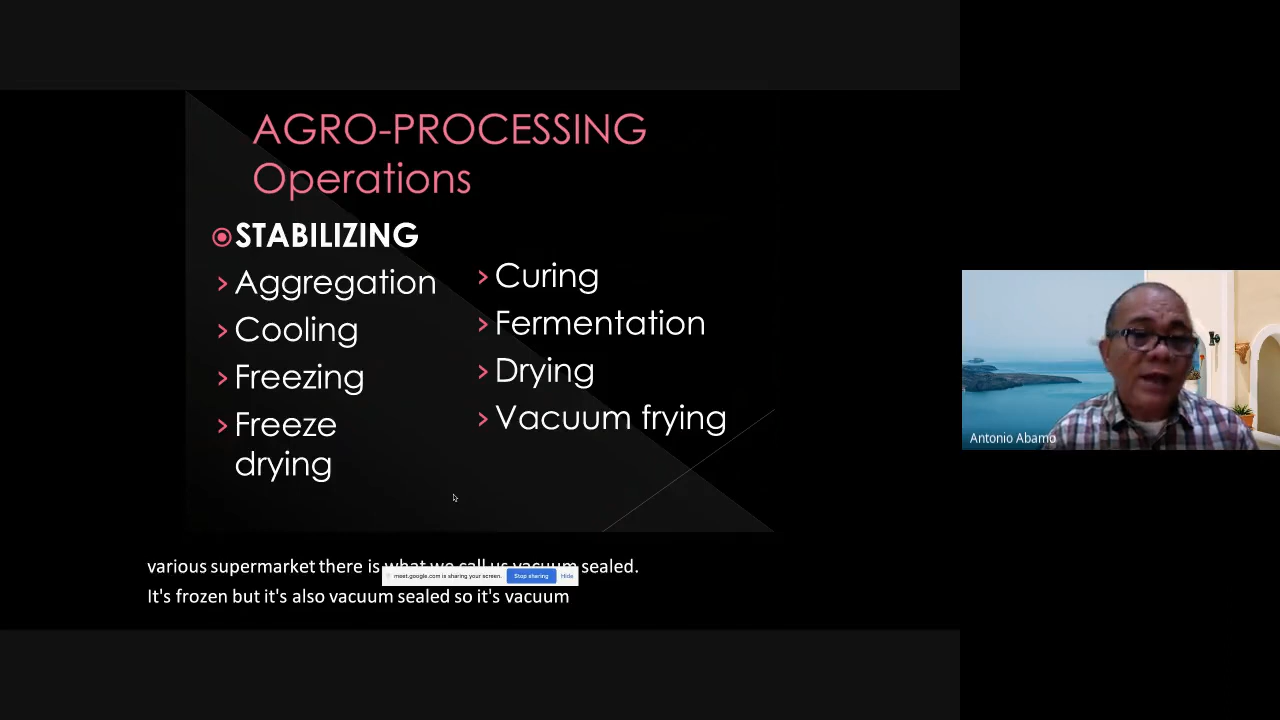 AGRO-PROCESSING
Operations
STABILIZING
Aggregation
Cooling
Freezing
Freeze
drying
Curing
Fermentation
Drying
Vacuum frying
Antonio Abamo
various supermarket there is what we call us vacuum sealed.
meet.google.com is sharing your screen. Stop sharing Hide
It's frozen but it's also vacuum sealed so it's vacuum